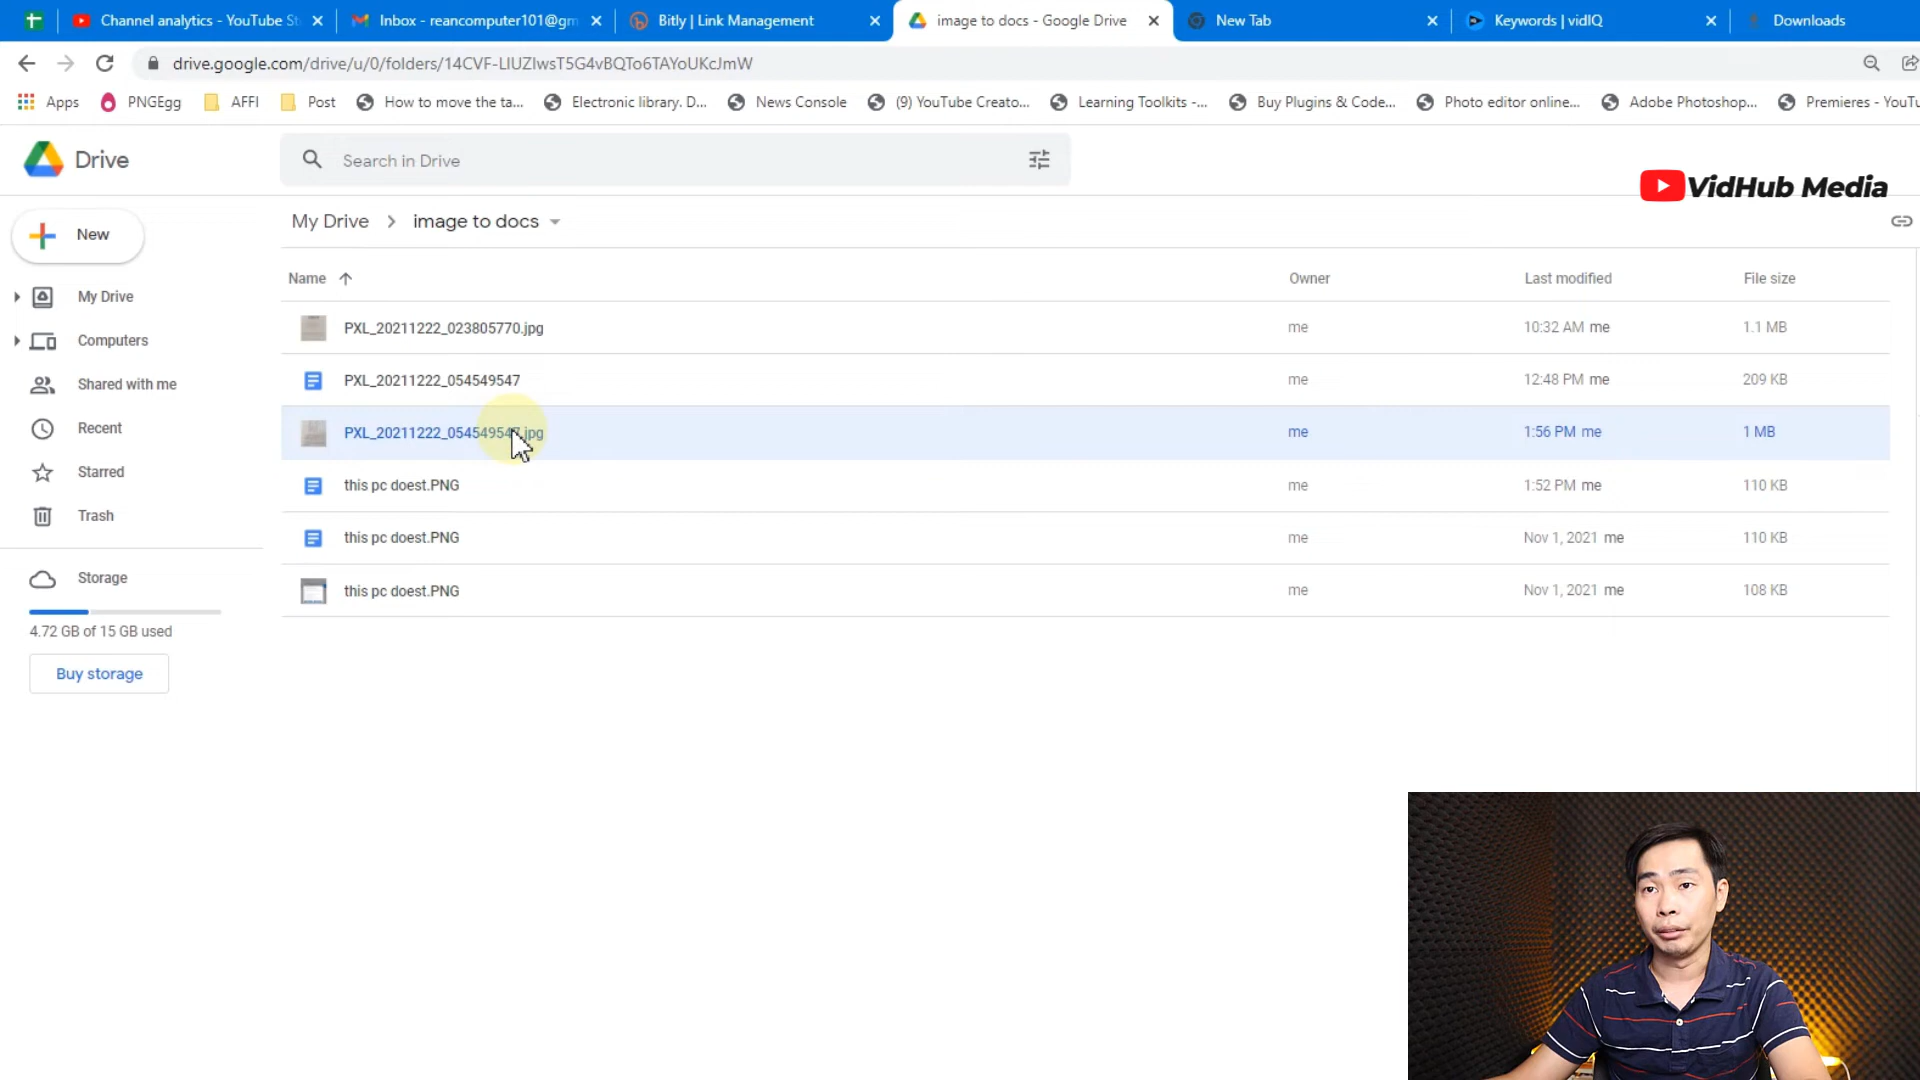 Channel analytics - YouTube St
Inbox - reancomputer101@gm
Bitly | Link Management
image to docs - Google Drive
New Tab
Keywords | vidIQ
Downloads
drive.google.com/drive/u/0/folders/14CVF-LIUZIwsT5G4vBQTo6TAYoUKcJmW
Apps
PNGEgg
AFFI
Post
How to move the ta...
Electronic library. D...
News Console
(9) YouTube Creato...
Learning Toolkits -...
Buy Plugins & Code...
Photo editor online...
Adobe Photoshop...
Premieres - YouTu
Drive
Search in Drive
VidHub Media
New
My Drive > image to docs
Name Owner Last modified File size
My Drive
Computers
Shared with me
Recent
Starred
Trash
Storage
4.72 GB of 15 GB used
Buy storage
PXL_20211222_023805770.jpg me 10:32 AM me 1.1 MB
PXL_20211222_054549547 me 12:48 PM me 209 KB
PXL_20211222_054549547.jpg me 1:56 PM me 1 MB
this pc doest.PNG me 1:52 PM me 110 KB
this pc doest.PNG me Nov 1, 2021 me 110 KB
this pc doest.PNG me Nov 1, 2021 me 108 KB